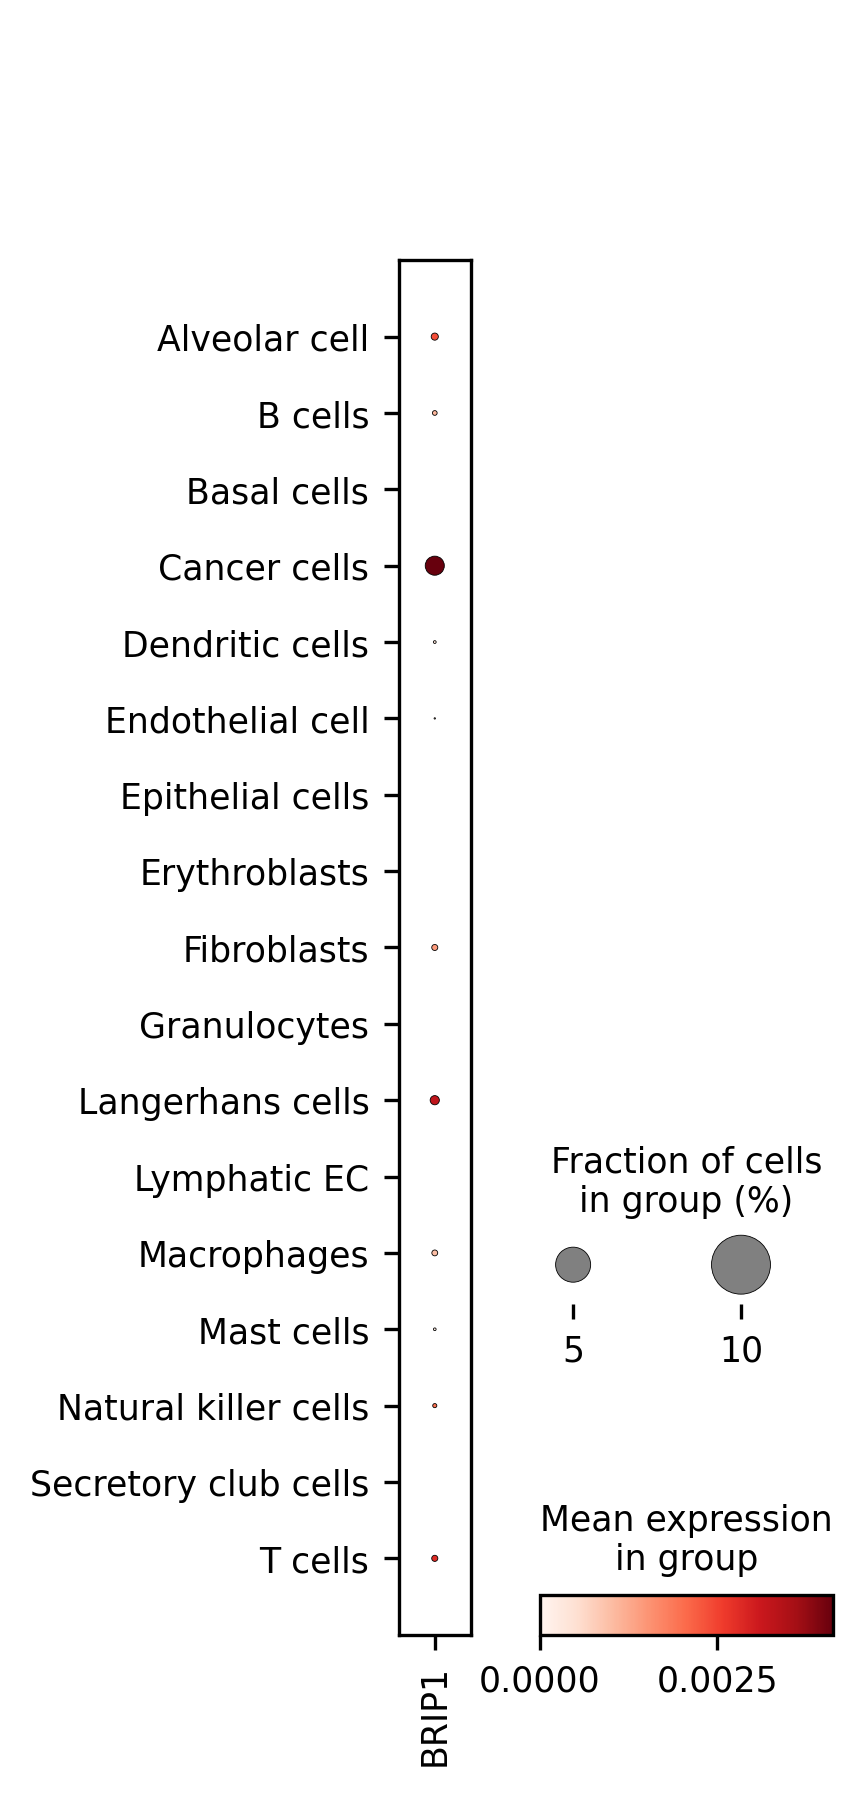 Alveolar cell
B cells
Basal cells
Cancer cells
Dendritic cells
Endothelial cell
Epithelial cells
Erythroblasts
Fibroblasts
Granulocytes
Langerhans cells
Lymphatic EC
Macrophages
Mast cells
Natural killer cells
Secretory club cells
T cells
BRIP1
Fraction of cells
in group (%)
5 10
Mean expression
in group
0.0000 0.0025